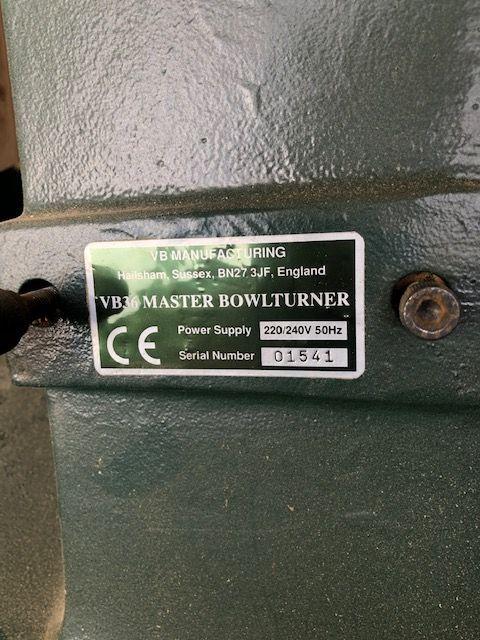 VB MANUFACTURING
Hailsham, Sussex, BN27 3JF, England
VB36 MASTER BOWLTURNER
CE
Power Supply 220/240V 50Hz
Serial Number 01541